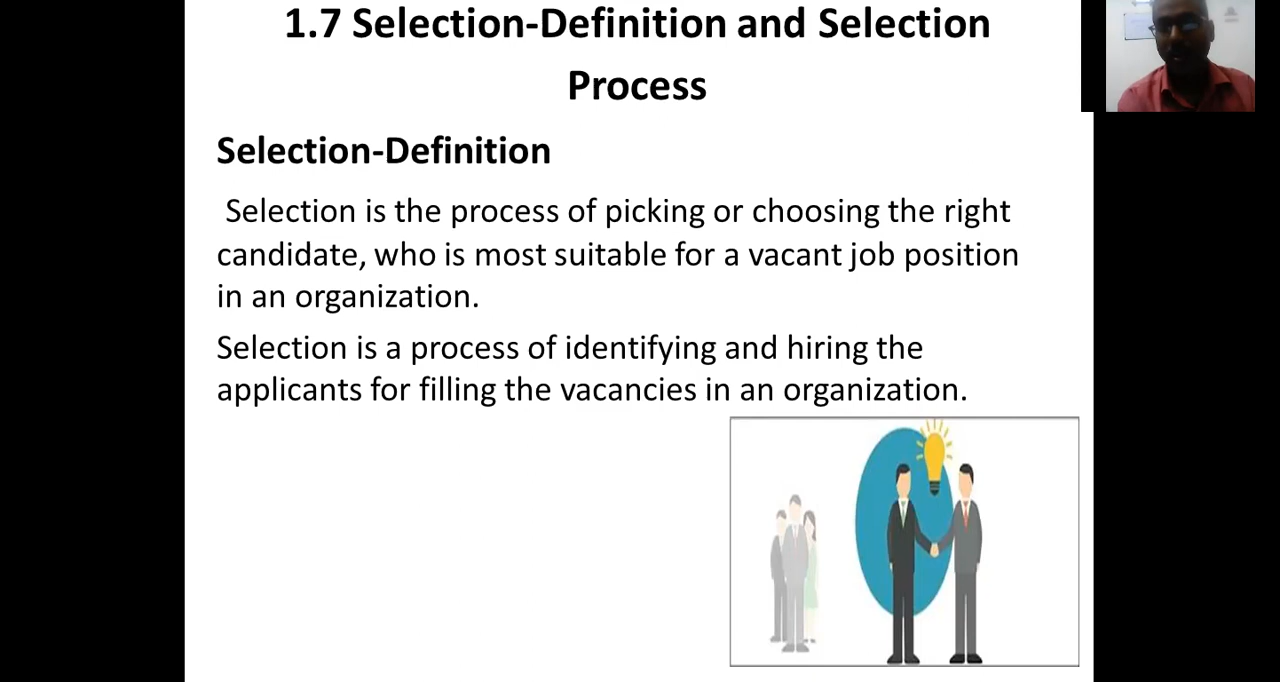 1.7 Selection-Definition and Selection
Process
Selection-Definition
Selection is the process of picking or choosing the right
candidate, who is most suitable for a vacant job position
in an organization.
Selection is a process of identifying and hiring the
applicants for filling the vacancies in an organization.